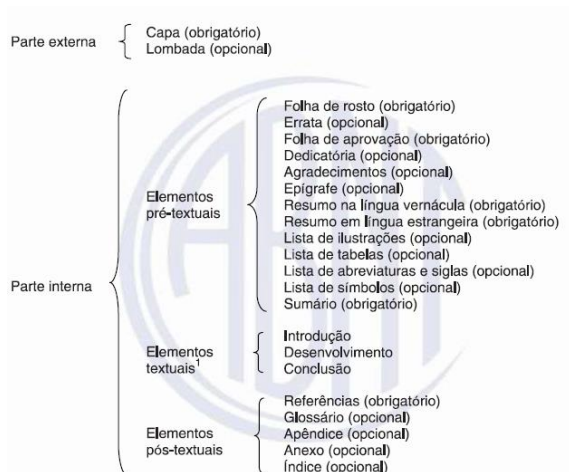 Parte externa
Capa (obrigatório)
Lombada (opcional)
Parte interna
Elementos
pré-textuais
Folha de rosto (obrigatório)
Errata (opcional)
Folha de aprovação (obrigatório)
Dedicatória (opcional)
Agradecimentos (opcional)
Epígrafe (opcional)
Resumo na língua vernácula (obrigatório)
Resumo em língua estrangeira (obrigatório)
Lista de ilustrações (opcional)
Lista de tabelas (opcional)
Lista de abreviaturas e siglas (opcional)
Lista de símbolos (opcional)
Sumário (obrigatório)
Elementos
textuais¹
Introdução
Desenvolvimento
Conclusão
Elementos
pós-textuais
Referências (obrigatório)
Glossário (opcional)
Apêndice (opcional)
Anexo (opcional)
Índice (opcional)
ABNT